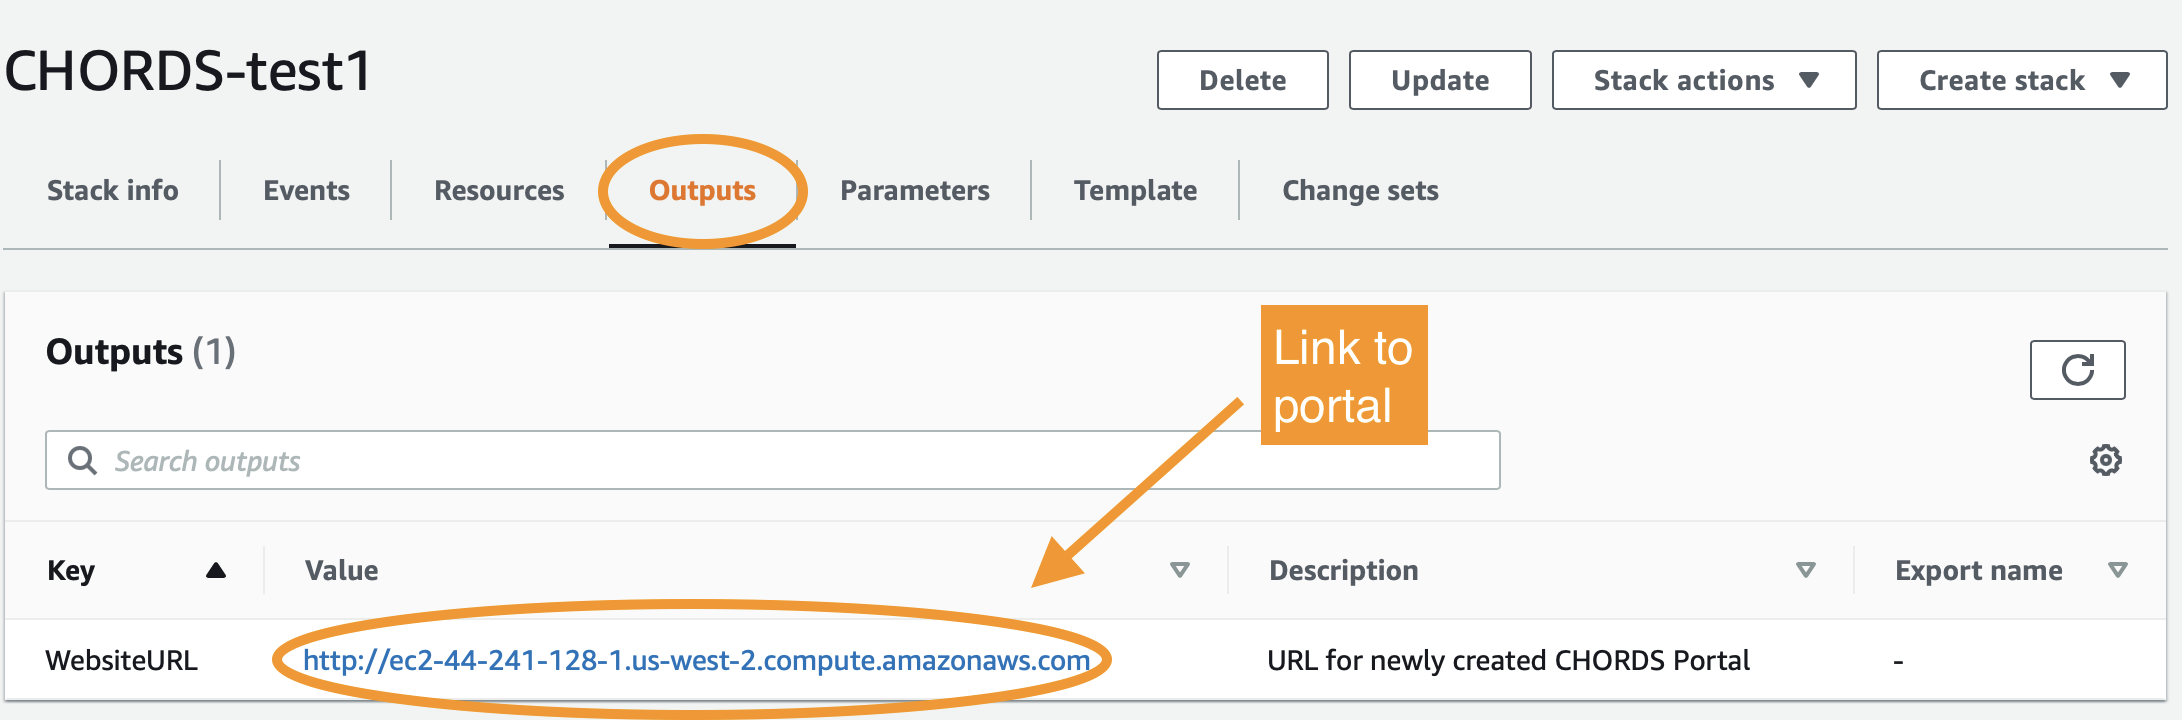 CHORDS-test1
Delete
Update
Stack actions
Create stack
Stack info
Events
Resources
Outputs
Parameters
Template
Change sets
Outputs (1)
Link to
portal
Search outputs
Key
Value
Description
Export name
WebsiteURL
http://ec2-44-241-128-1.us-west-2.compute.amazonaws.com
URL for newly created CHORDS Portal
-